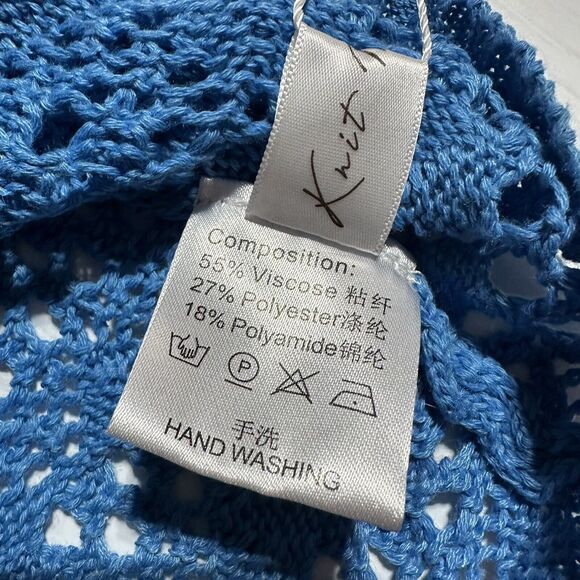 Knit
Composition:
55% Viscose 粘纤
27% Polyester涤纶
18% Polyamide锦纶
P
手洗
HAND WASHING